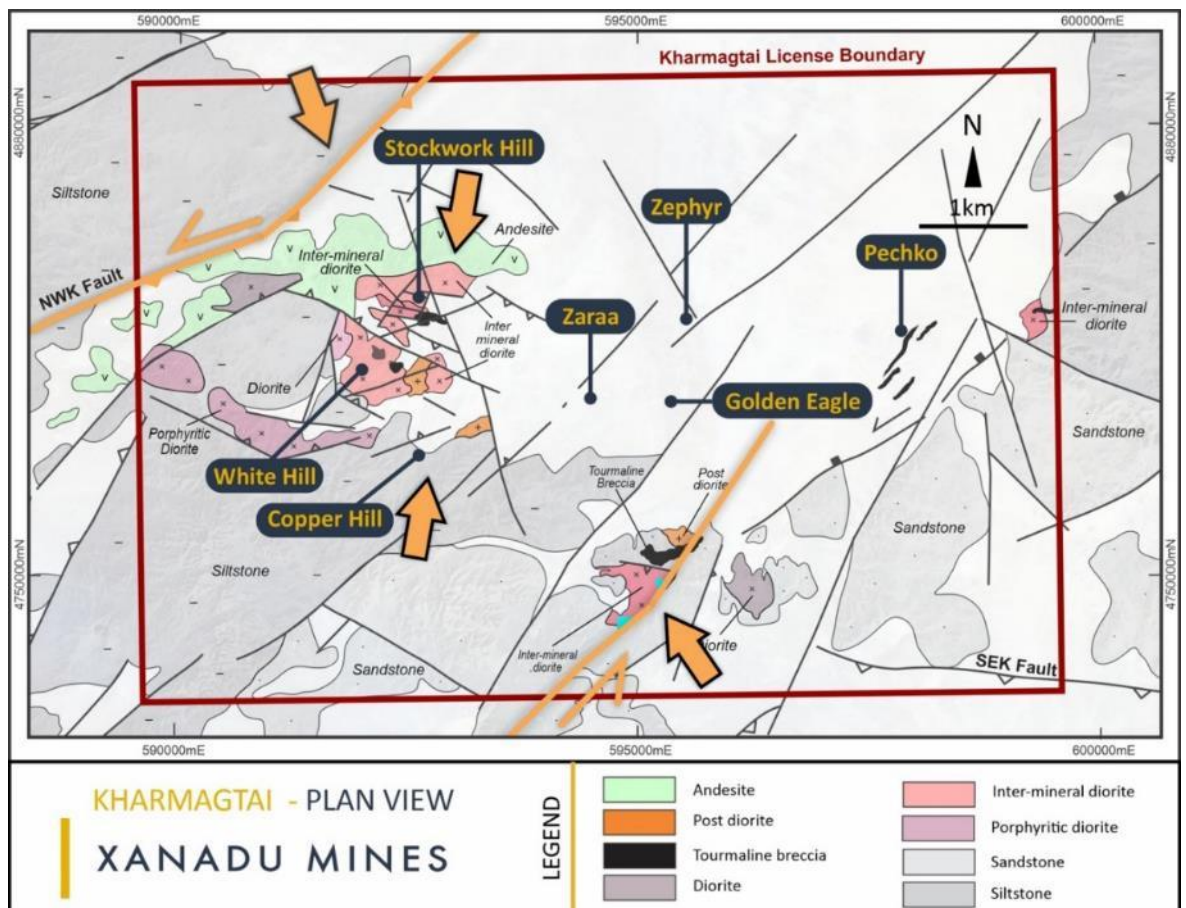 590000mE
595000mE
600000mE
Kharmagtai License Boundary
4880000mN
4880000mN
N
1km
Stockwork Hill
Siltstone
Zephyr
Andesite
Inter-mineral
diorite
Pechko
NWK Fault
Zaraa
Inter
mineral
diorite
Inter-mineral
diorite
Diorite
Golden Eagle
Porphyritic
Diorite
Sandstone
White Hill
Tourmaline
Breccia
Post
diorite
Copper Hill
Sandstone
Siltstone
4750000mN
4750000mN
Inter-mineral
diorite
diorite
Sandstone
SEK Fault
590000mE
595000mE
600000mE
KHARMAGTAI - PLAN VIEW
XANADU MINES
LEGEND
Andesite
Post diorite
Tourmaline breccia
Diorite
Inter-mineral diorite
Porphyritic diorite
Sandstone
Siltstone